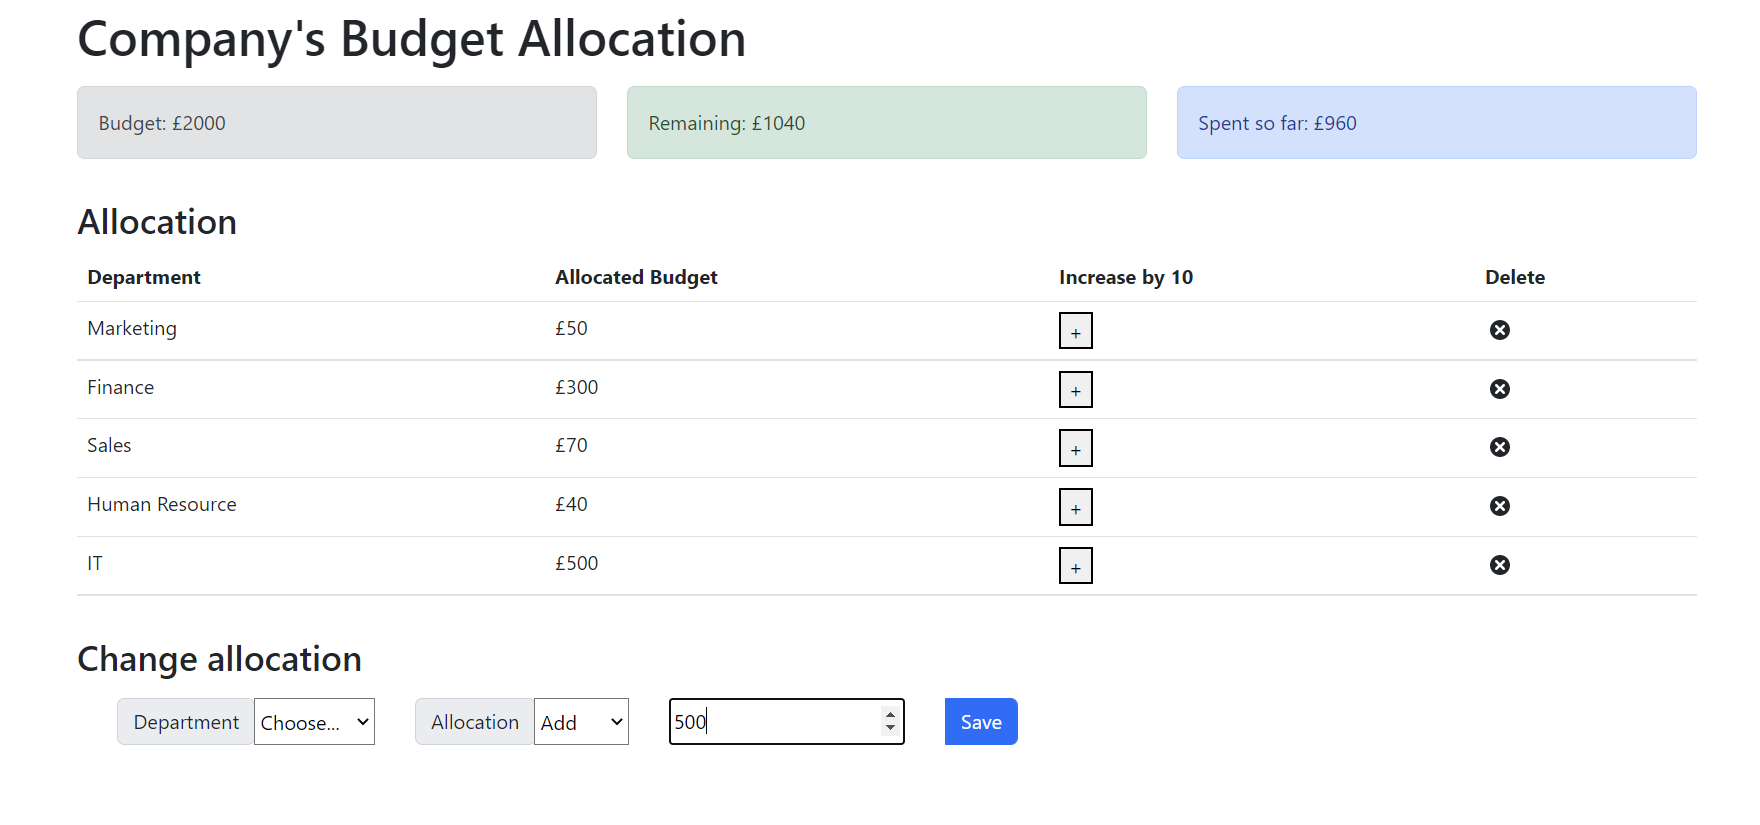 Company's Budget Allocation
Budget: £2000 Remaining: £1040 Spent so far: £960
Allocation
Department Allocated Budget Increase by 10 Delete
Marketing £50 +
Finance £300 +
Sales £70 +
Human Resource £40 +
IT £500 +
Change allocation
Department Choose... Allocation Add 500 Save